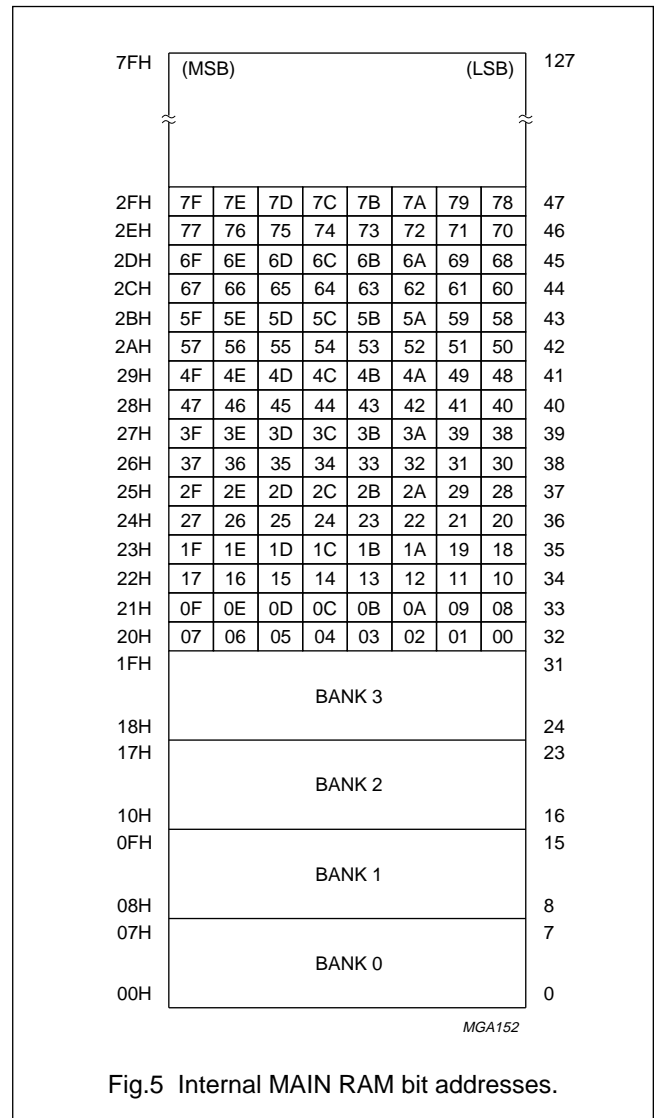 7FH (MSB) (LSB) 127
2FH 7F 7E 7D 7C 7B 7A 79 78 47
2EH 77 76 75 74 73 72 71 70 46
2DH 6F 6E 6D 6C 6B 6A 69 68 45
2CH 67 66 65 64 63 62 61 60 44
2BH 5F 5E 5D 5C 5B 5A 59 58 43
2AH 57 56 55 54 53 52 51 50 42
29H 4F 4E 4D 4C 4B 4A 49 48 41
28H 47 46 45 44 43 42 41 40 40
27H 3F 3E 3D 3C 3B 3A 39 38 39
26H 37 36 35 34 33 32 31 30 38
25H 2F 2E 2D 2C 2B 2A 29 28 37
24H 27 26 25 24 23 22 21 20 36
23H 1F 1E 1D 1C 1B 1A 19 18 35
22H 17 16 15 14 13 12 11 10 34
21H 0F 0E 0D 0C 0B 0A 09 08 33
20H 07 06 05 04 03 02 01 00 32
1FH 31
BANK 3
18H 24
17H 23
BANK 2
10H 16
0FH 15
BANK 1
08H 8
07H 7
BANK 0
00H 0
MGA152
Fig.5 Internal MAIN RAM bit addresses.